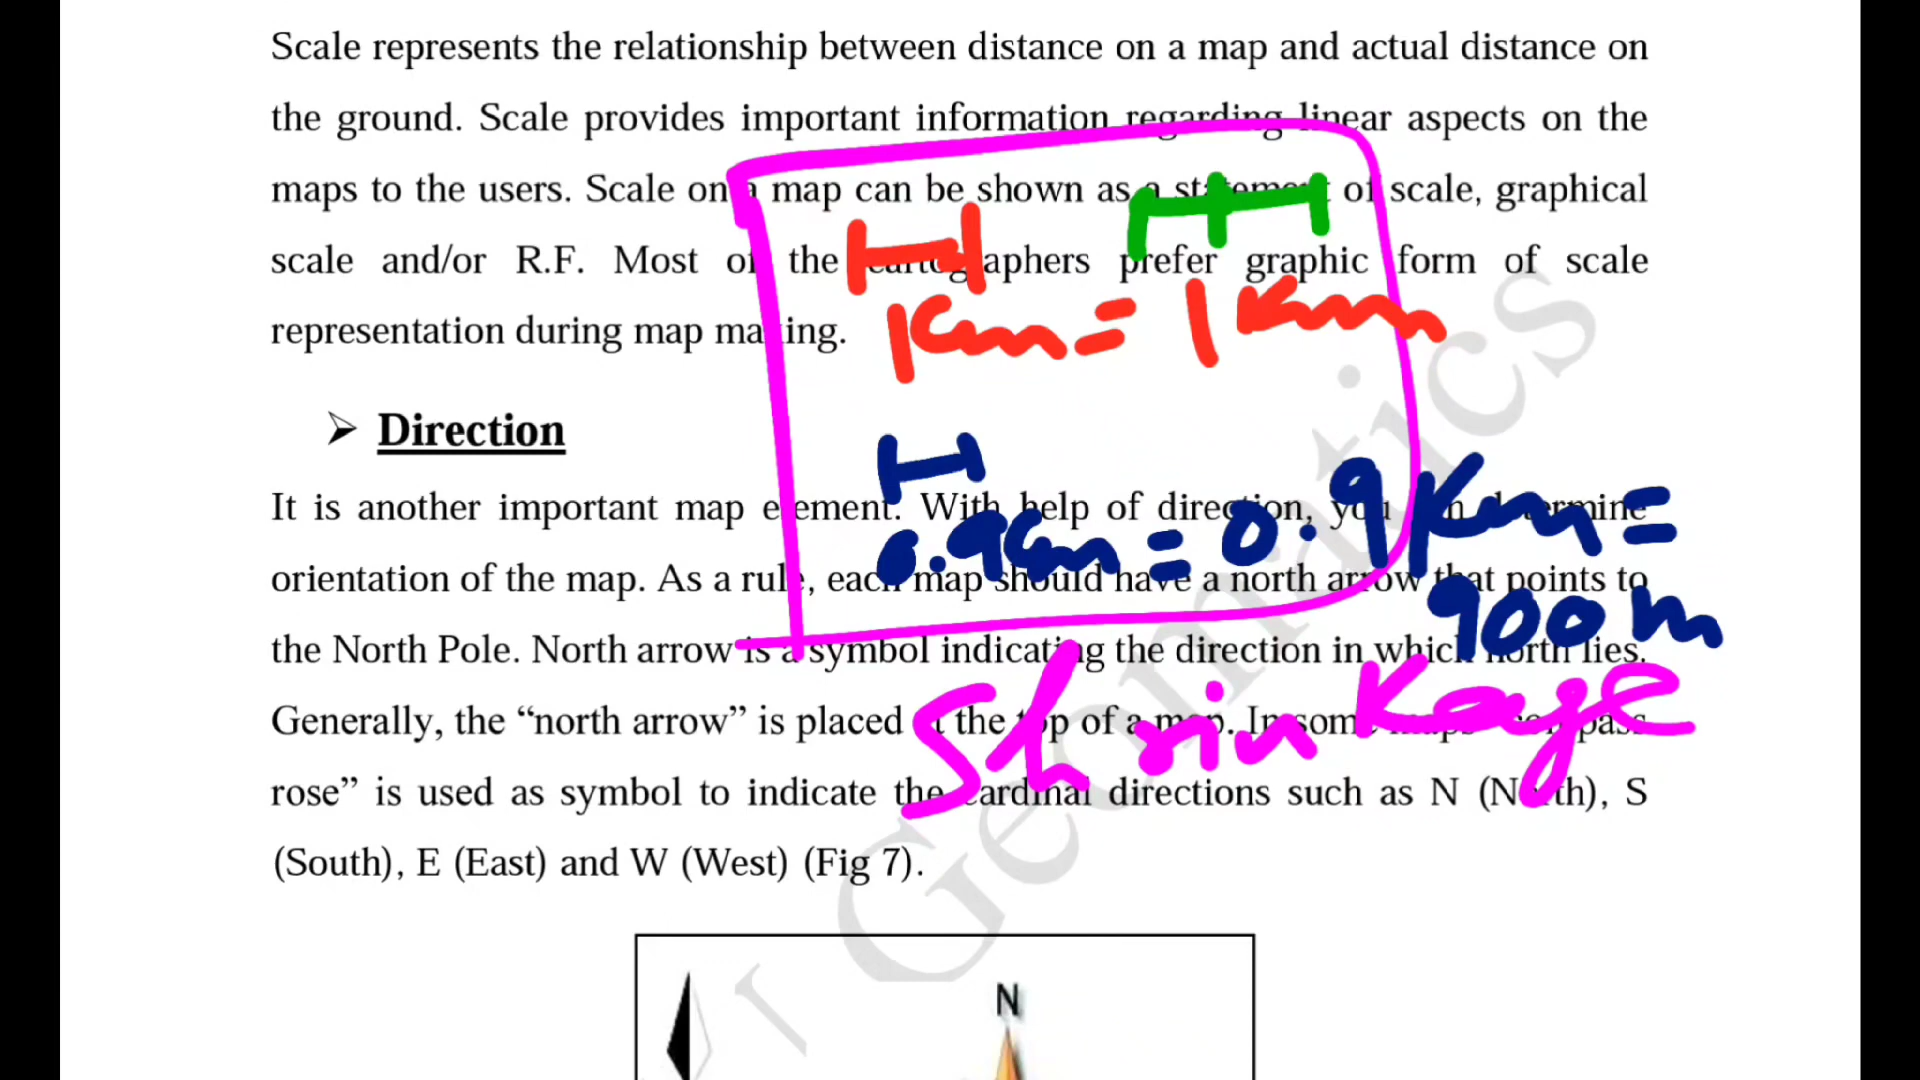 Scale represents the relationship between distance on a map and actual distance on
the ground. Scale provides important information regarding linear aspects on the
maps to the users. Scale on a map can be shown as a statement of scale, graphical
scale and/or R.F. Most of the cartographers prefer graphic form of scale
representation during map making.
1cm = 1 Km
➢ Direction
It is another important map element. With help of direction, you can determine
0.9cm = 0.9 Km =
orientation of the map. As a rule, each map should have a north arrow that points to
900 m
the North Pole. North arrow is a symbol indicating the direction in which north lies.
Shrinkage
Generally, the “north arrow” is placed at the top of a map. In some maps “compass
rose” is used as symbol to indicate the cardinal directions such as N (North), S
(South), E (East) and W (West) (Fig 7).
Geomatics
N